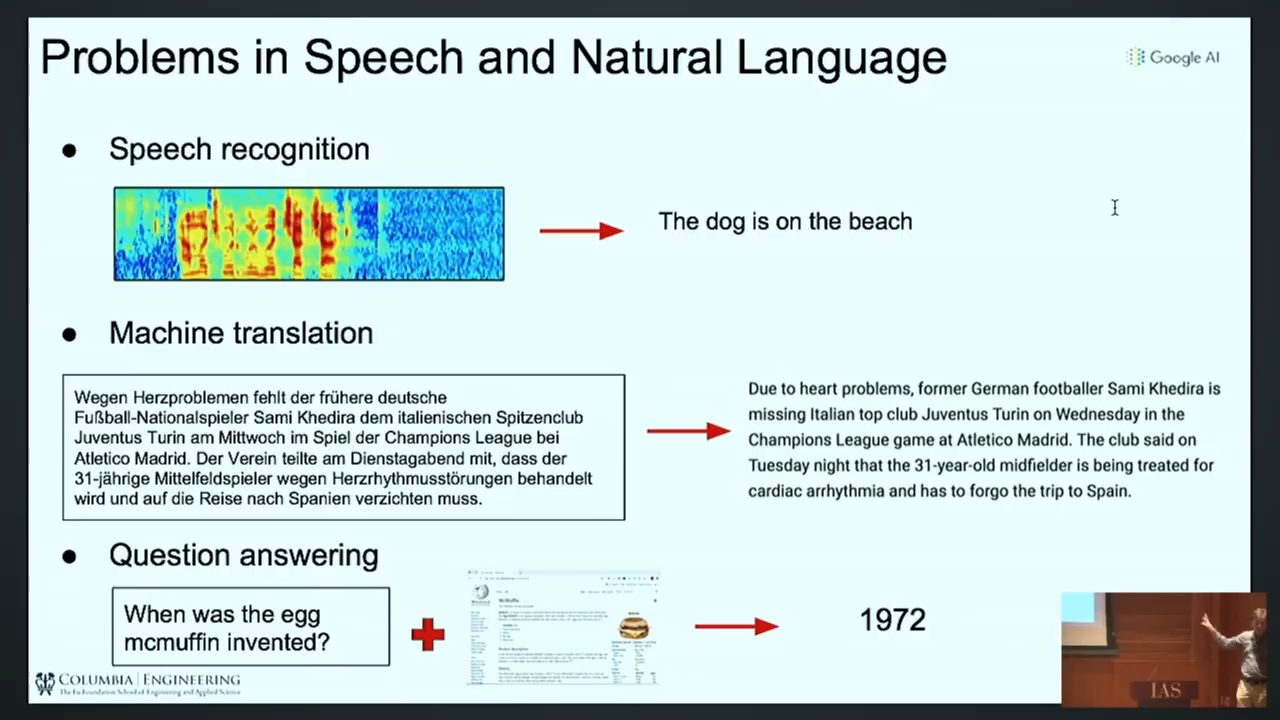 Problems in Speech and Natural Language
Google AI
● Speech recognition
The dog is on the beach
● Machine translation
Wegen Herzproblemen fehlt der frühere deutsche
Fußball-Nationalspieler Sami Khedira dem italienischen Spitzenclub
Juventus Turin am Mittwoch im Spiel der Champions League bei
Atletico Madrid. Der Verein teilte am Dienstagabend mit, dass der
31-jährige Mittelfeldspieler wegen Herzrhythmusstörungen behandelt
wird und auf die Reise nach Spanien verzichten muss.
Due to heart problems, former German footballer Sami Khedira is
missing Italian top club Juventus Turin on Wednesday in the
Champions League game at Atletico Madrid. The club said on
Tuesday night that the 31-year-old midfielder is being treated for
cardiac arrhythmia and has to forgo the trip to Spain.
● Question answering
When was the egg
mcmuffin invented?
McMuffin
1972
COLUMBIA | ENGINEERING
The Fu Foundation School of Engineering and Applied Science
IAS